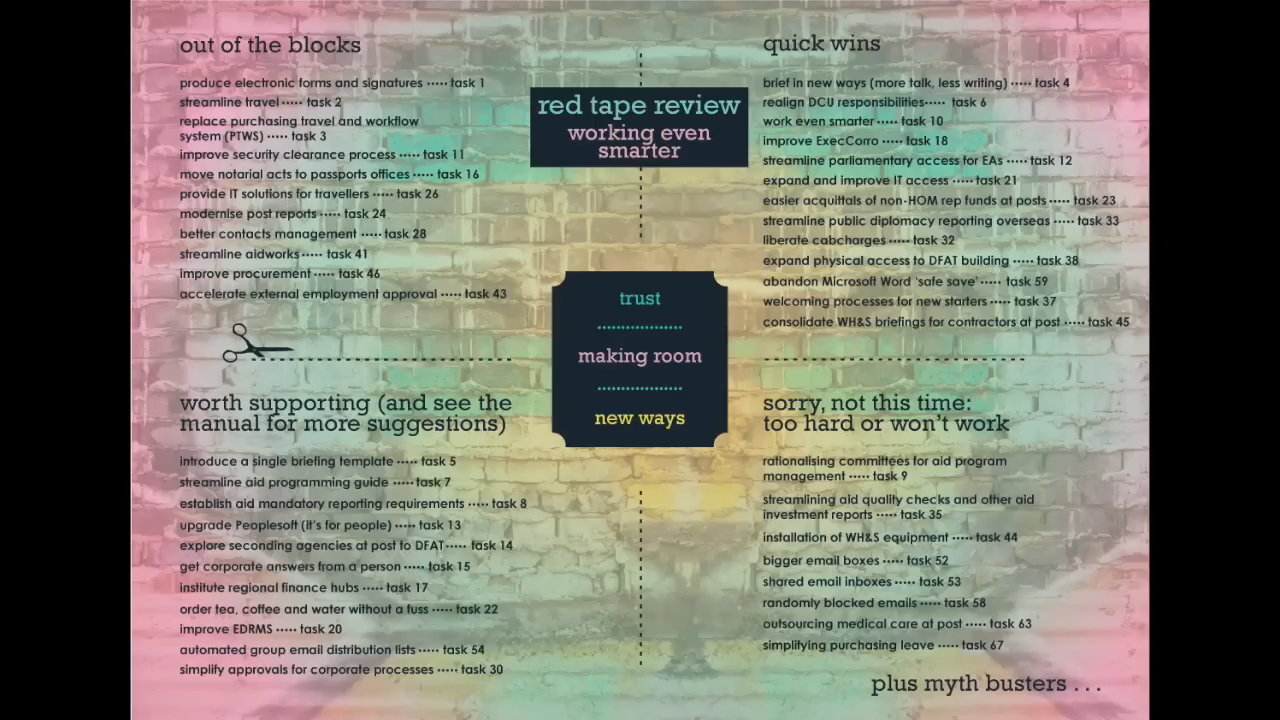 out of the blocks
produce electronic forms and signatures ····· task 1
streamline travel ····· task 2
replace purchasing travel and workflow
system (PTWS) ····· task 3
improve security clearance process ····· task 11
move notarial acts to passports offices ····· task 16
provide IT solutions for travellers ····· task 26
modernise post reports ····· task 24
better contacts management ····· task 28
streamline aidworks ····· task 41
improve procurement ····· task 46
accelerate external employment approval ····· task 43
red tape review
working even
smarter
quick wins
brief in new ways (more talk, less writing) ····· task 4
realign DCU responsibilities····· task 6
work even smarter ····· task 10
improve ExecCorro ····· task 18
streamline parliamentary access for EAs ····· task 12
expand and improve IT access ····· task 21
easier acquittals of non-HOM rep funds at posts ····· task 23
streamline public diplomacy reporting overseas ····· task 33
liberate cabcharges ····· task 32
expand physical access to DFAT building ····· task 38
abandon Microsoft Word 'safe save' ····· task 59
welcoming processes for new starters ····· task 37
consolidate WH&S briefings for contractors at post ····· task 45
trust
making room
new ways
worth supporting (and see the
manual for more suggestions)
introduce a single briefing template ····· task 5
streamline aid programming guide ····· task 7
establish aid mandatory reporting requirements ····· task 8
upgrade Peoplesoft (it's for people) ····· task 13
explore seconding agencies at post to DFAT····· task 14
get corporate answers from a person ····· task 15
institute regional finance hubs ····· task 17
order tea, coffee and water without a fuss ····· task 22
improve EDRMS ····· task 20
automated group email distribution lists ····· task 54
simplify approvals for corporate processes ····· task 30
sorry, not this time:
too hard or won't work
rationalising committees for aid program
management ····· task 9
streamlining aid quality checks and other aid
investment reports ····· task 35
installation of WH&S equipment ····· task 44
bigger email boxes ····· task 52
shared email inboxes ····· task 53
randomly blocked emails ····· task 58
outsourcing medical care at post ····· task 63
simplifying purchasing leave ····· task 67
plus myth busters . . .